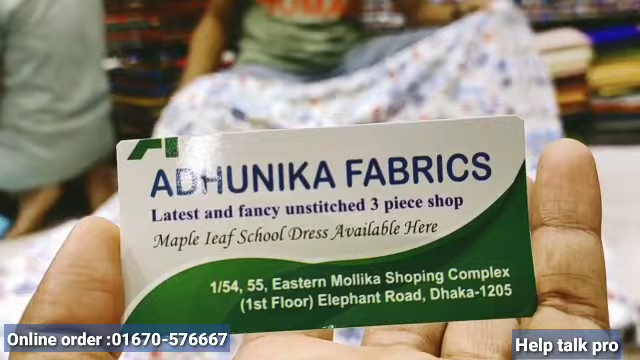 ADHUNIKA FABRICS
Latest and fancy unstitched 3 piece shop
Maple Ieaf School Dress Available Here
1/54, 55, Eastern Mollika Shoping Complex
(1st Floor) Elephant Road, Dhaka-1205
Online order :01670-576667
Help talk pro